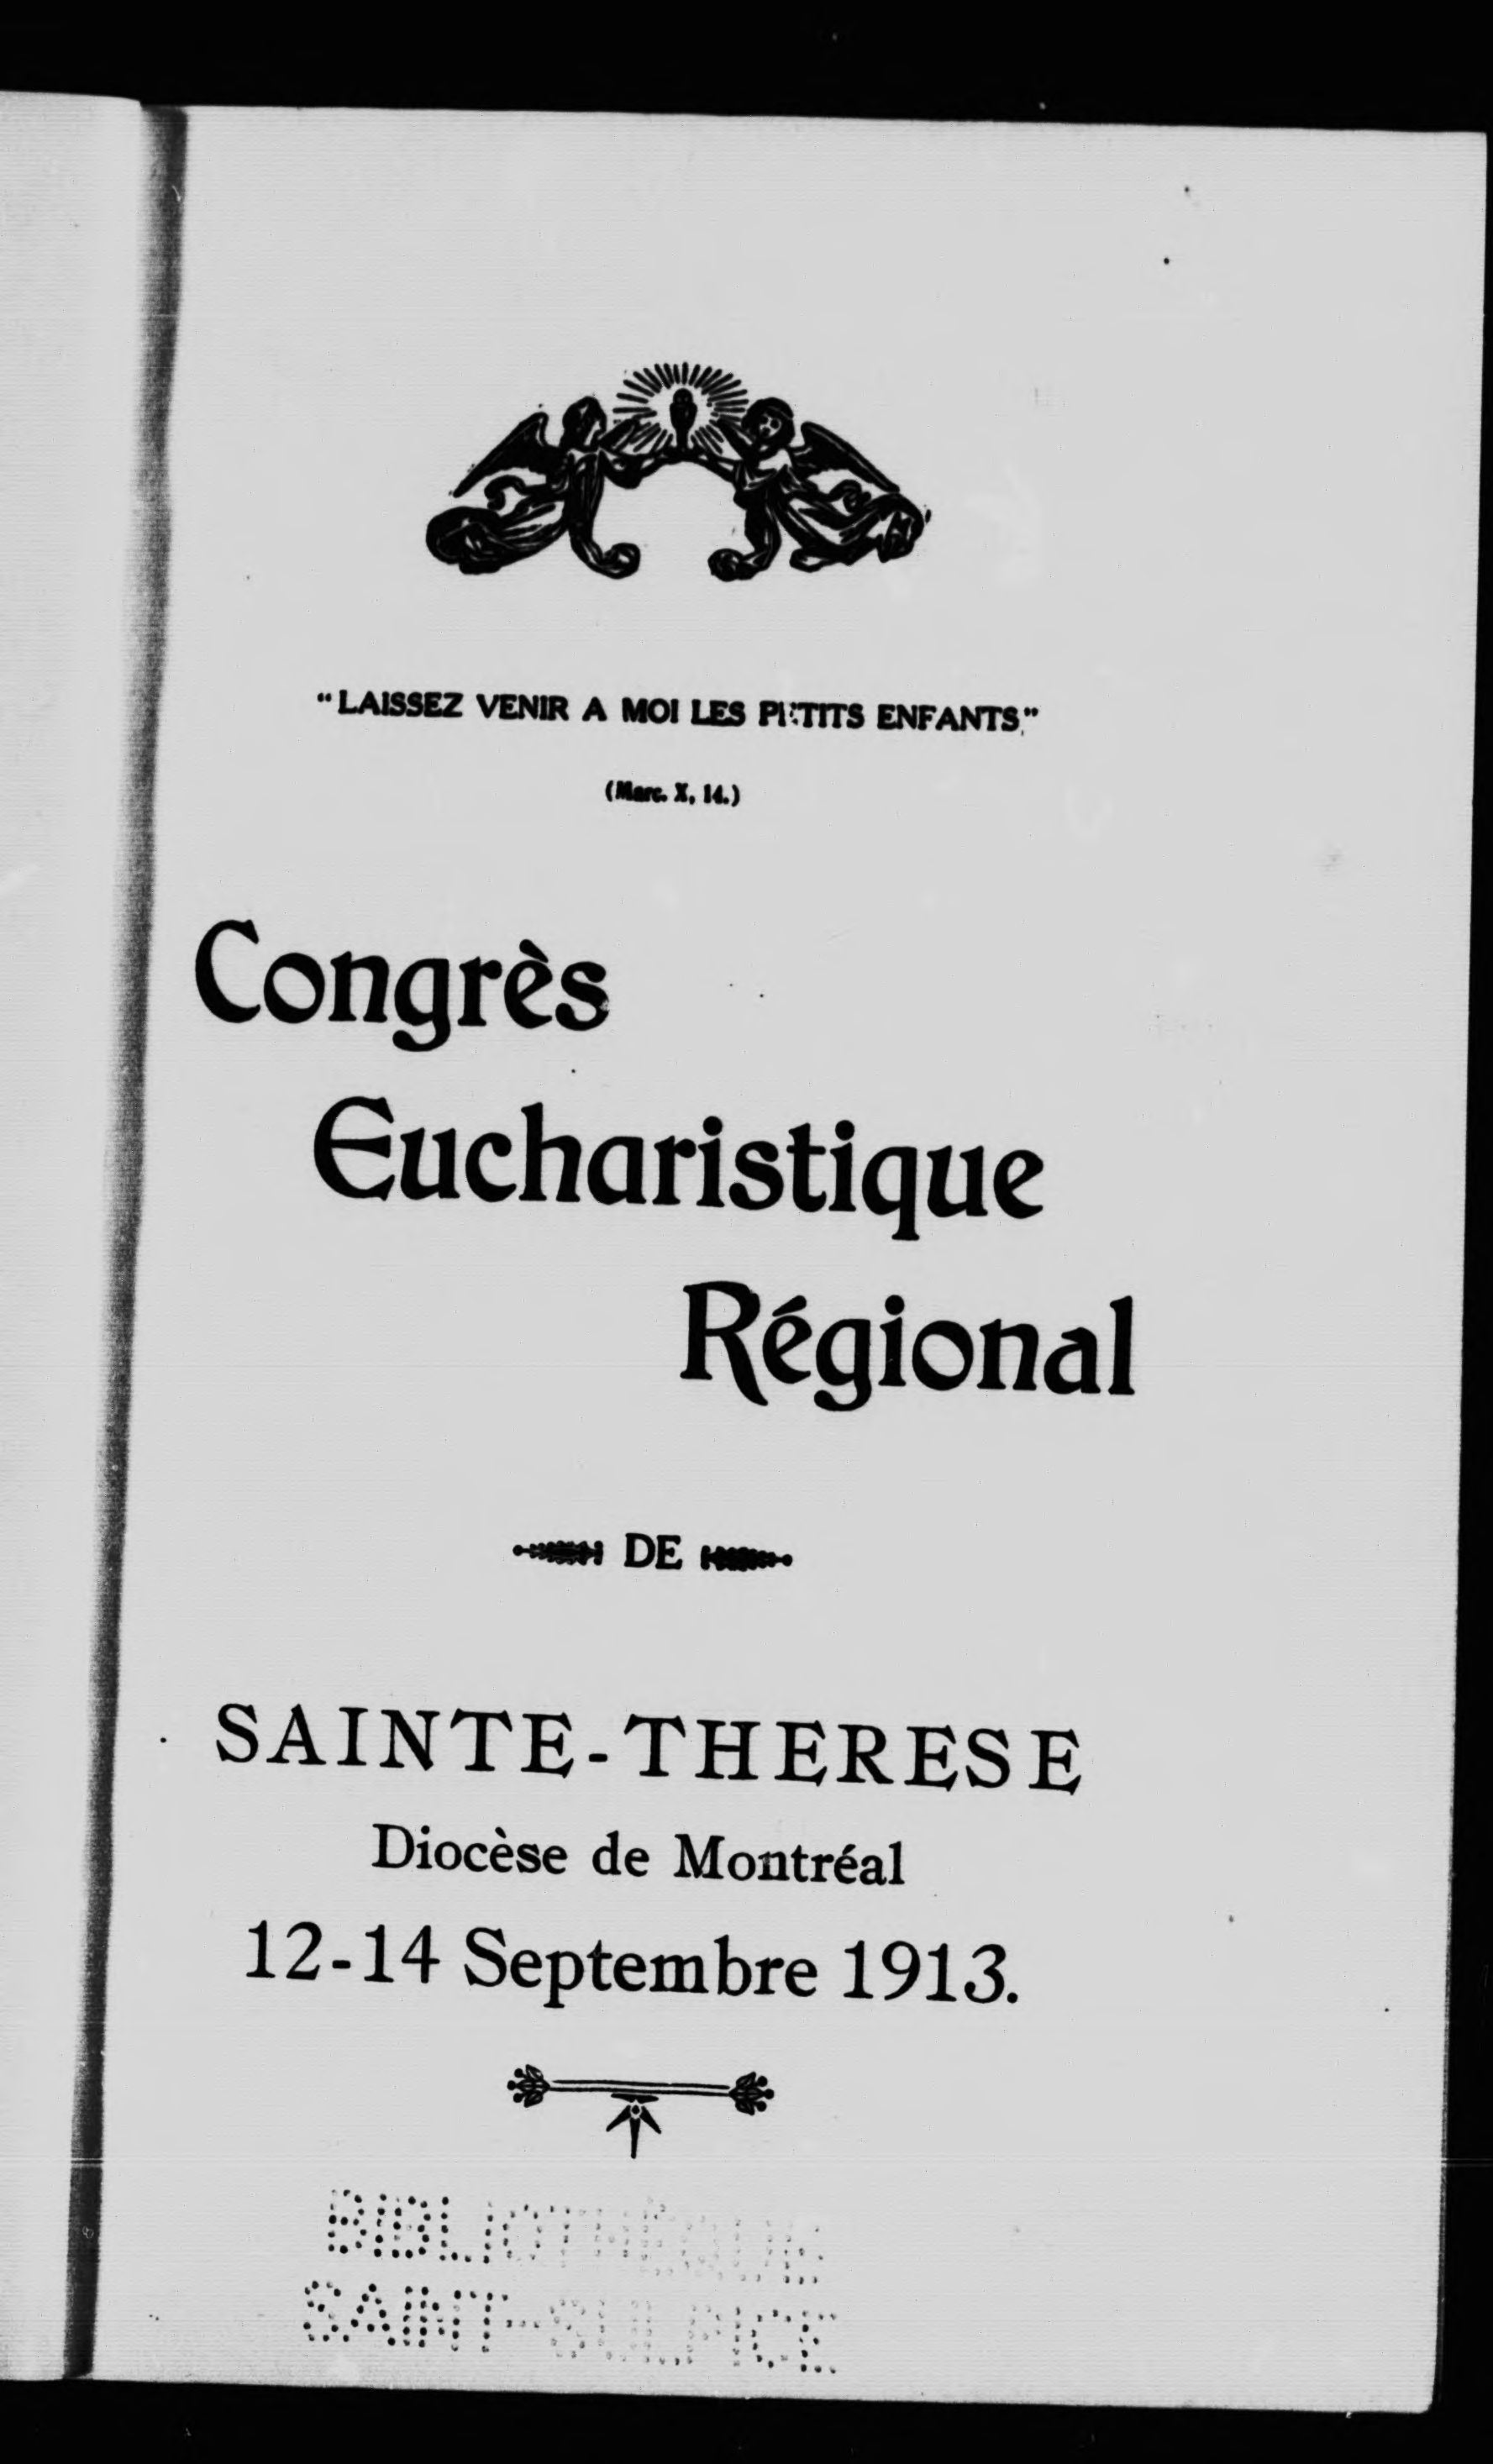 “LAISSEZ VENIR A MOI LES PETITS ENFANTS.”
(Marc. X, 14.)
Congrès
Eucharistique
Régional
DE
SAINTE-THERESE
Diocèse de Montréal
12-14 Septembre 1913.
BIBLIOTHÈQUE
SAINT-SULPICE